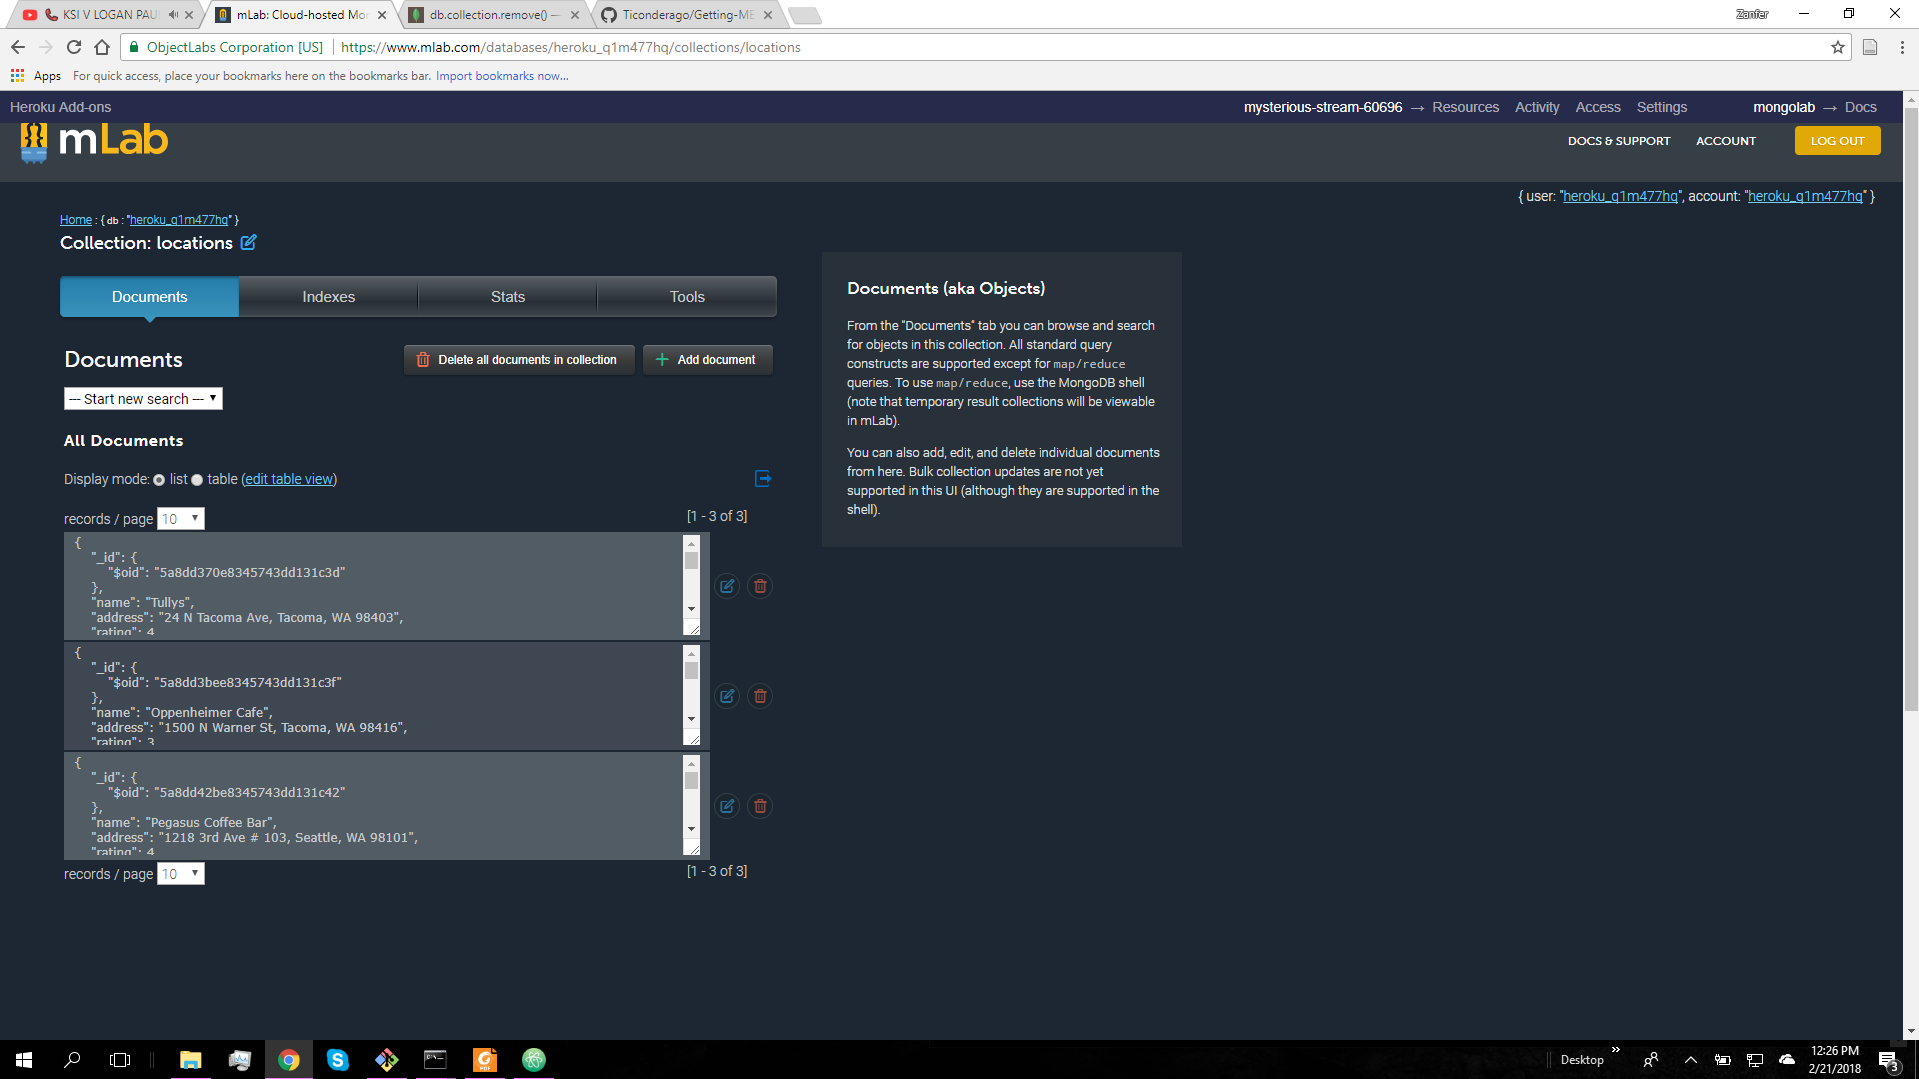 KSI V LOGAN PAU
mLab: Cloud-hosted Mo
db.collection.remove() —
Ticonderago/Getting-ME
Zanfer
ObjectLabs Corporation [US]
https://www.mlab.com/databases/heroku_q1m477hq/collections/locations
Apps
For quick access, place your bookmarks here on the bookmarks bar. Import bookmarks now...
Heroku Add-ons
mysterious-stream-60696 → Resources Activity Access Settings
mongolab → Docs
mLab
DOCS & SUPPORT
ACCOUNT
LOG OUT
{ user: "heroku_q1m477hq", account: "heroku_q1m477hq" }
Home : { db : "heroku_q1m477hq" }
Collection: locations
Documents
Indexes
Stats
Tools
Documents
Delete all documents in collection
Add document
--- Start new search ---
All Documents
Display mode: list table (edit table view)
records / page 10
[1 - 3 of 3]
{
"_id": {
"$oid": "5a8dd370e8345743dd131c3d"
},
"name": "Tullys",
"address": "24 N Tacoma Ave, Tacoma, WA 98403",
"rating": 4
{
"_id": {
"$oid": "5a8dd3bee8345743dd131c3f"
},
"name": "Oppenheimer Cafe",
"address": "1500 N Warner St, Tacoma, WA 98416",
"rating": 3
{
"_id": {
"$oid": "5a8dd42be8345743dd131c42"
},
"name": "Pegasus Coffee Bar",
"address": "1218 3rd Ave # 103, Seattle, WA 98101",
"rating": 4
records / page 10
[1 - 3 of 3]
Documents (aka Objects)
From the "Documents" tab you can browse and search
for objects in this collection. All standard query
constructs are supported except for map/reduce
queries. To use map/reduce, use the MongoDB shell
(note that temporary result collections will be viewable
in mLab).
You can also add, edit, and delete individual documents
from here. Bulk collection updates are not yet
supported in this UI (although they are supported in the
shell).
Desktop
12:26 PM
2/21/2018
3